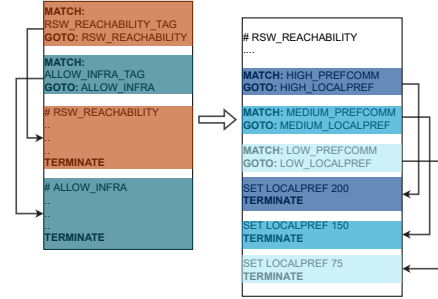 MATCH:
RSW_REACHABILITY_TAG
GOTO: RSW_REACHABILITY
MATCH:
ALLOW_INFRA_TAG
GOTO: ALLOW_INFRA
# RSW_REACHABILITY
..
..
..
TERMINATE
# ALLOW_INFRA
..
..
..
TERMINATE
# RSW_REACHABILITY
....
MATCH: HIGH_PREFCOMM
GOTO: HIGH_LOCALPREF
MATCH: MEDIUM_PREFCOMM
GOTO: MEDIUM_LOCALPREF
MATCH: LOW_PREFCOMM
GOTO: LOW_LOCALPREF
SET LOCALPREF 200
TERMINATE
SET LOCALPREF 150
TERMINATE
SET LOCALPREF 75
TERMINATE